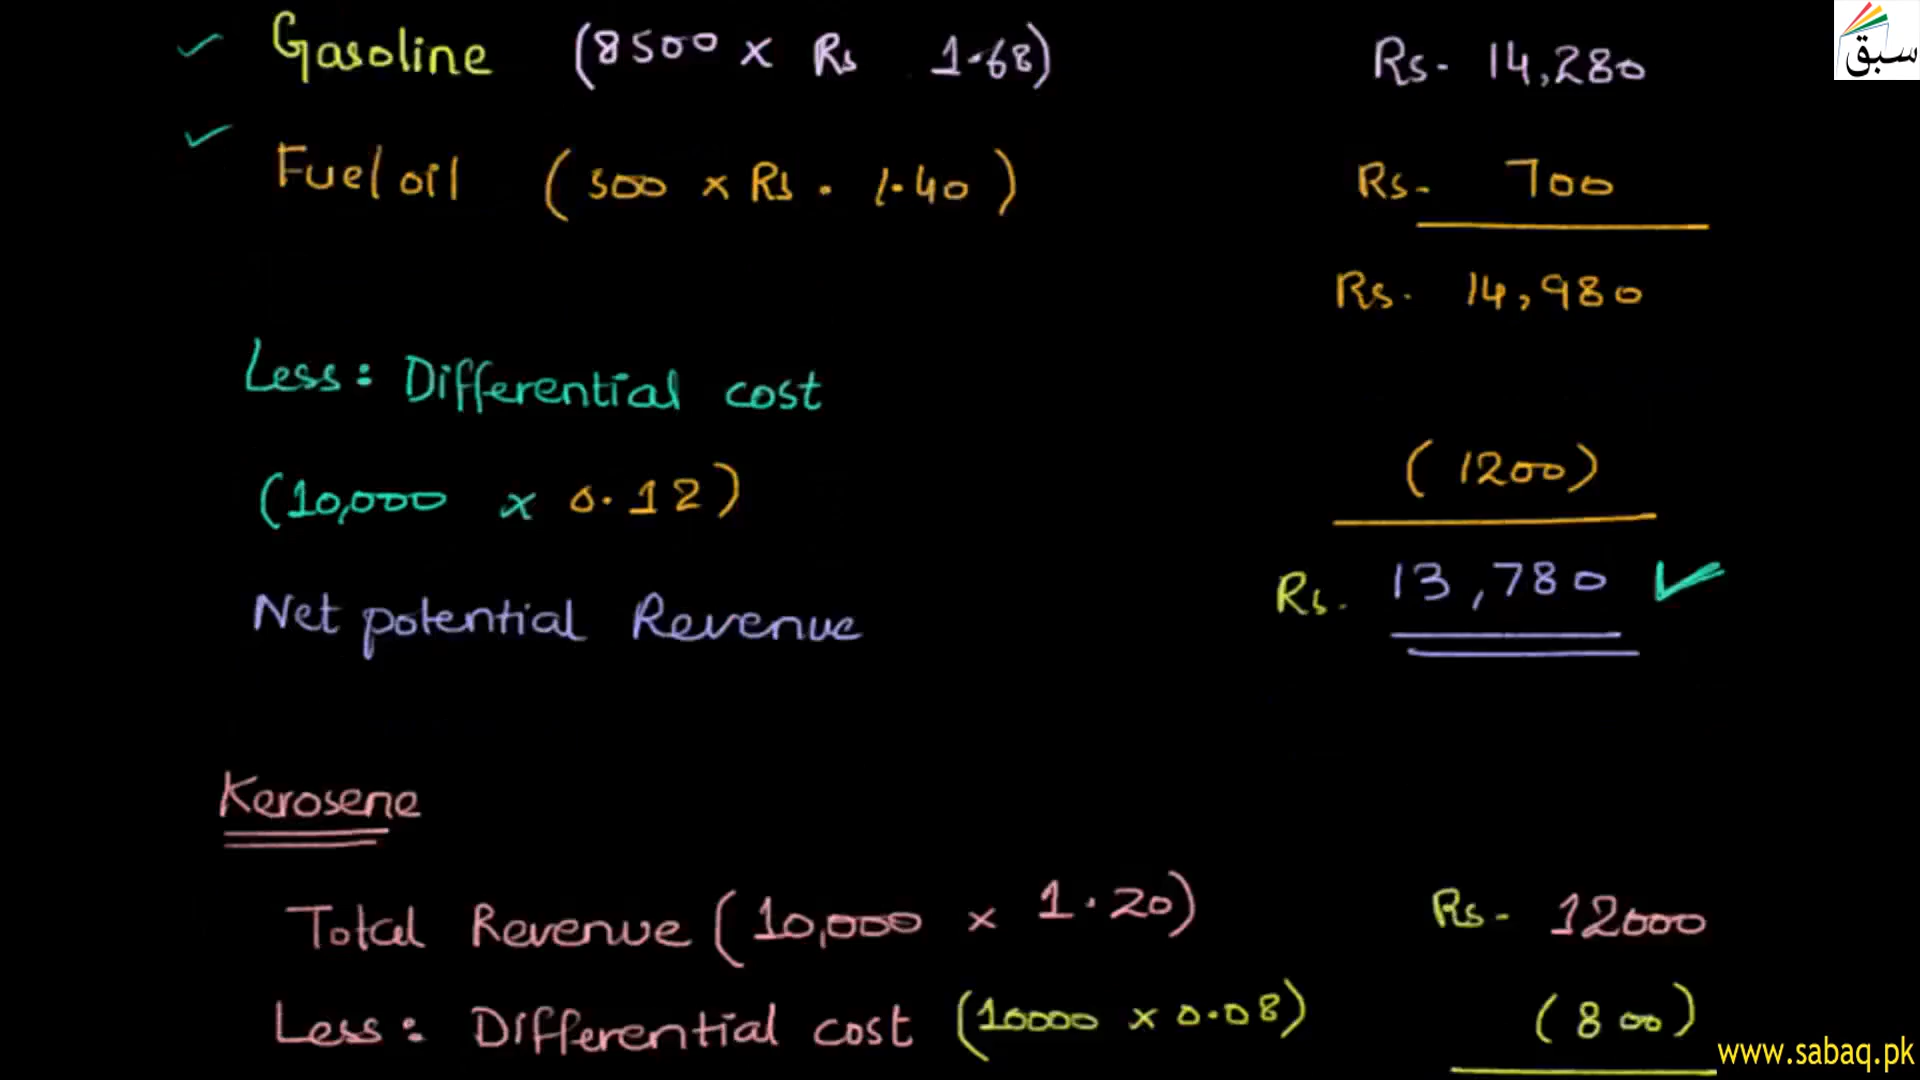 سبق
Gasoline (8500 x Rs 1.68) Rs. 14,280
Fuel oil (500 x Rs. 1.40) Rs. 700
Rs. 14,980
Less: Differential cost
(10,000 x 0.12) (1200)
Net potential Revenue Rs. 13,780
Kerosene
Total Revenue (10,000 x 1.20) Rs. 12000
Less: Differential cost (10000 x 0.08) (800)
www.sabaq.pk